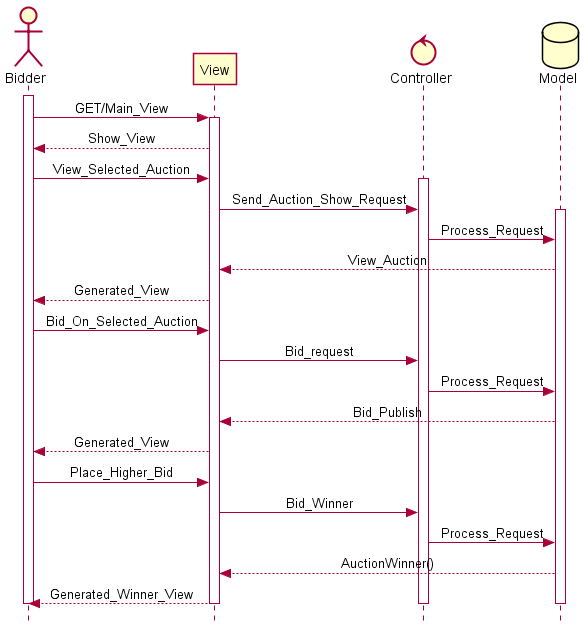 Bidder
View
Controller
Model
GET/Main_View
Show_View
View_Selected_Auction
Send_Auction_Show_Request
Process_Request
View_Auction
Generated_View
Bid_On_Selected_Auction
Bid_request
Process_Request
Bid_Publish
Generated_View
Place_Higher_Bid
Bid_Winner
Process_Request
AuctionWinner()
Generated_Winner_View